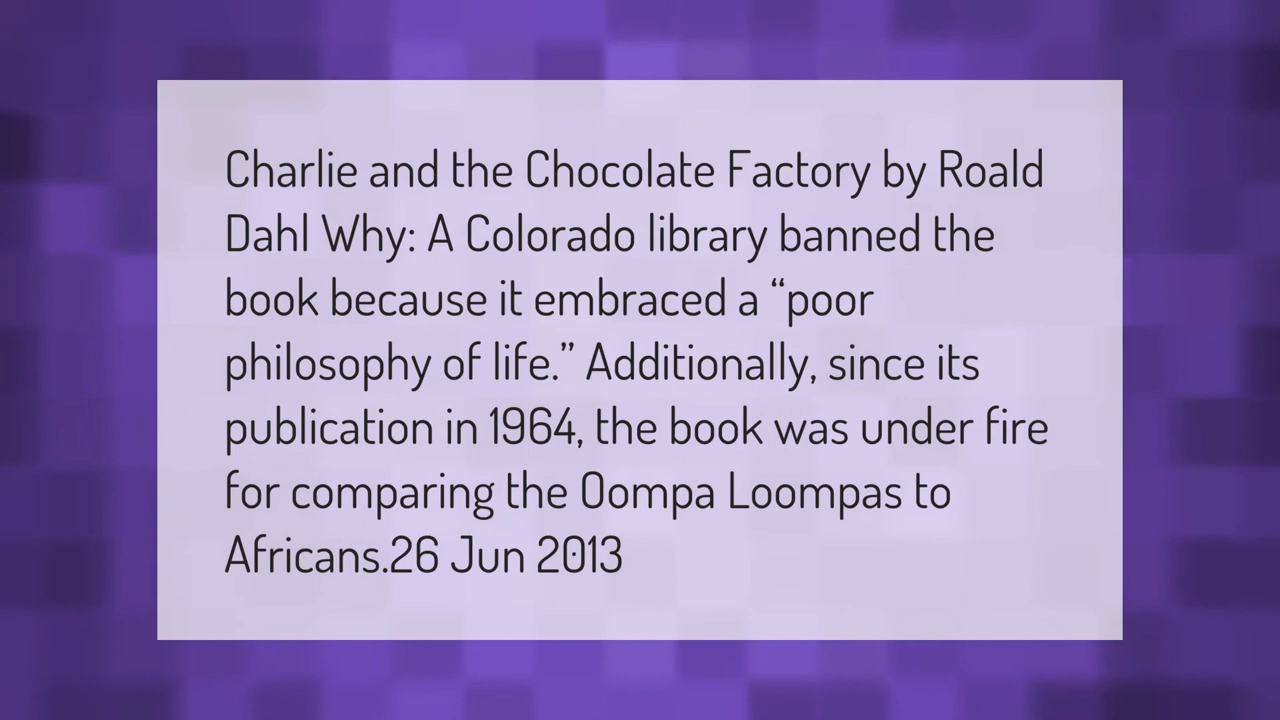 Charlie and the Chocolate Factory by Roald
Dahl Why: A Colorado library banned the
book because it embraced a “poor
philosophy of life.” Additionally, since its
publication in 1964, the book was under fire
for comparing the Oompa Loompas to
Africans.26 Jun 2013